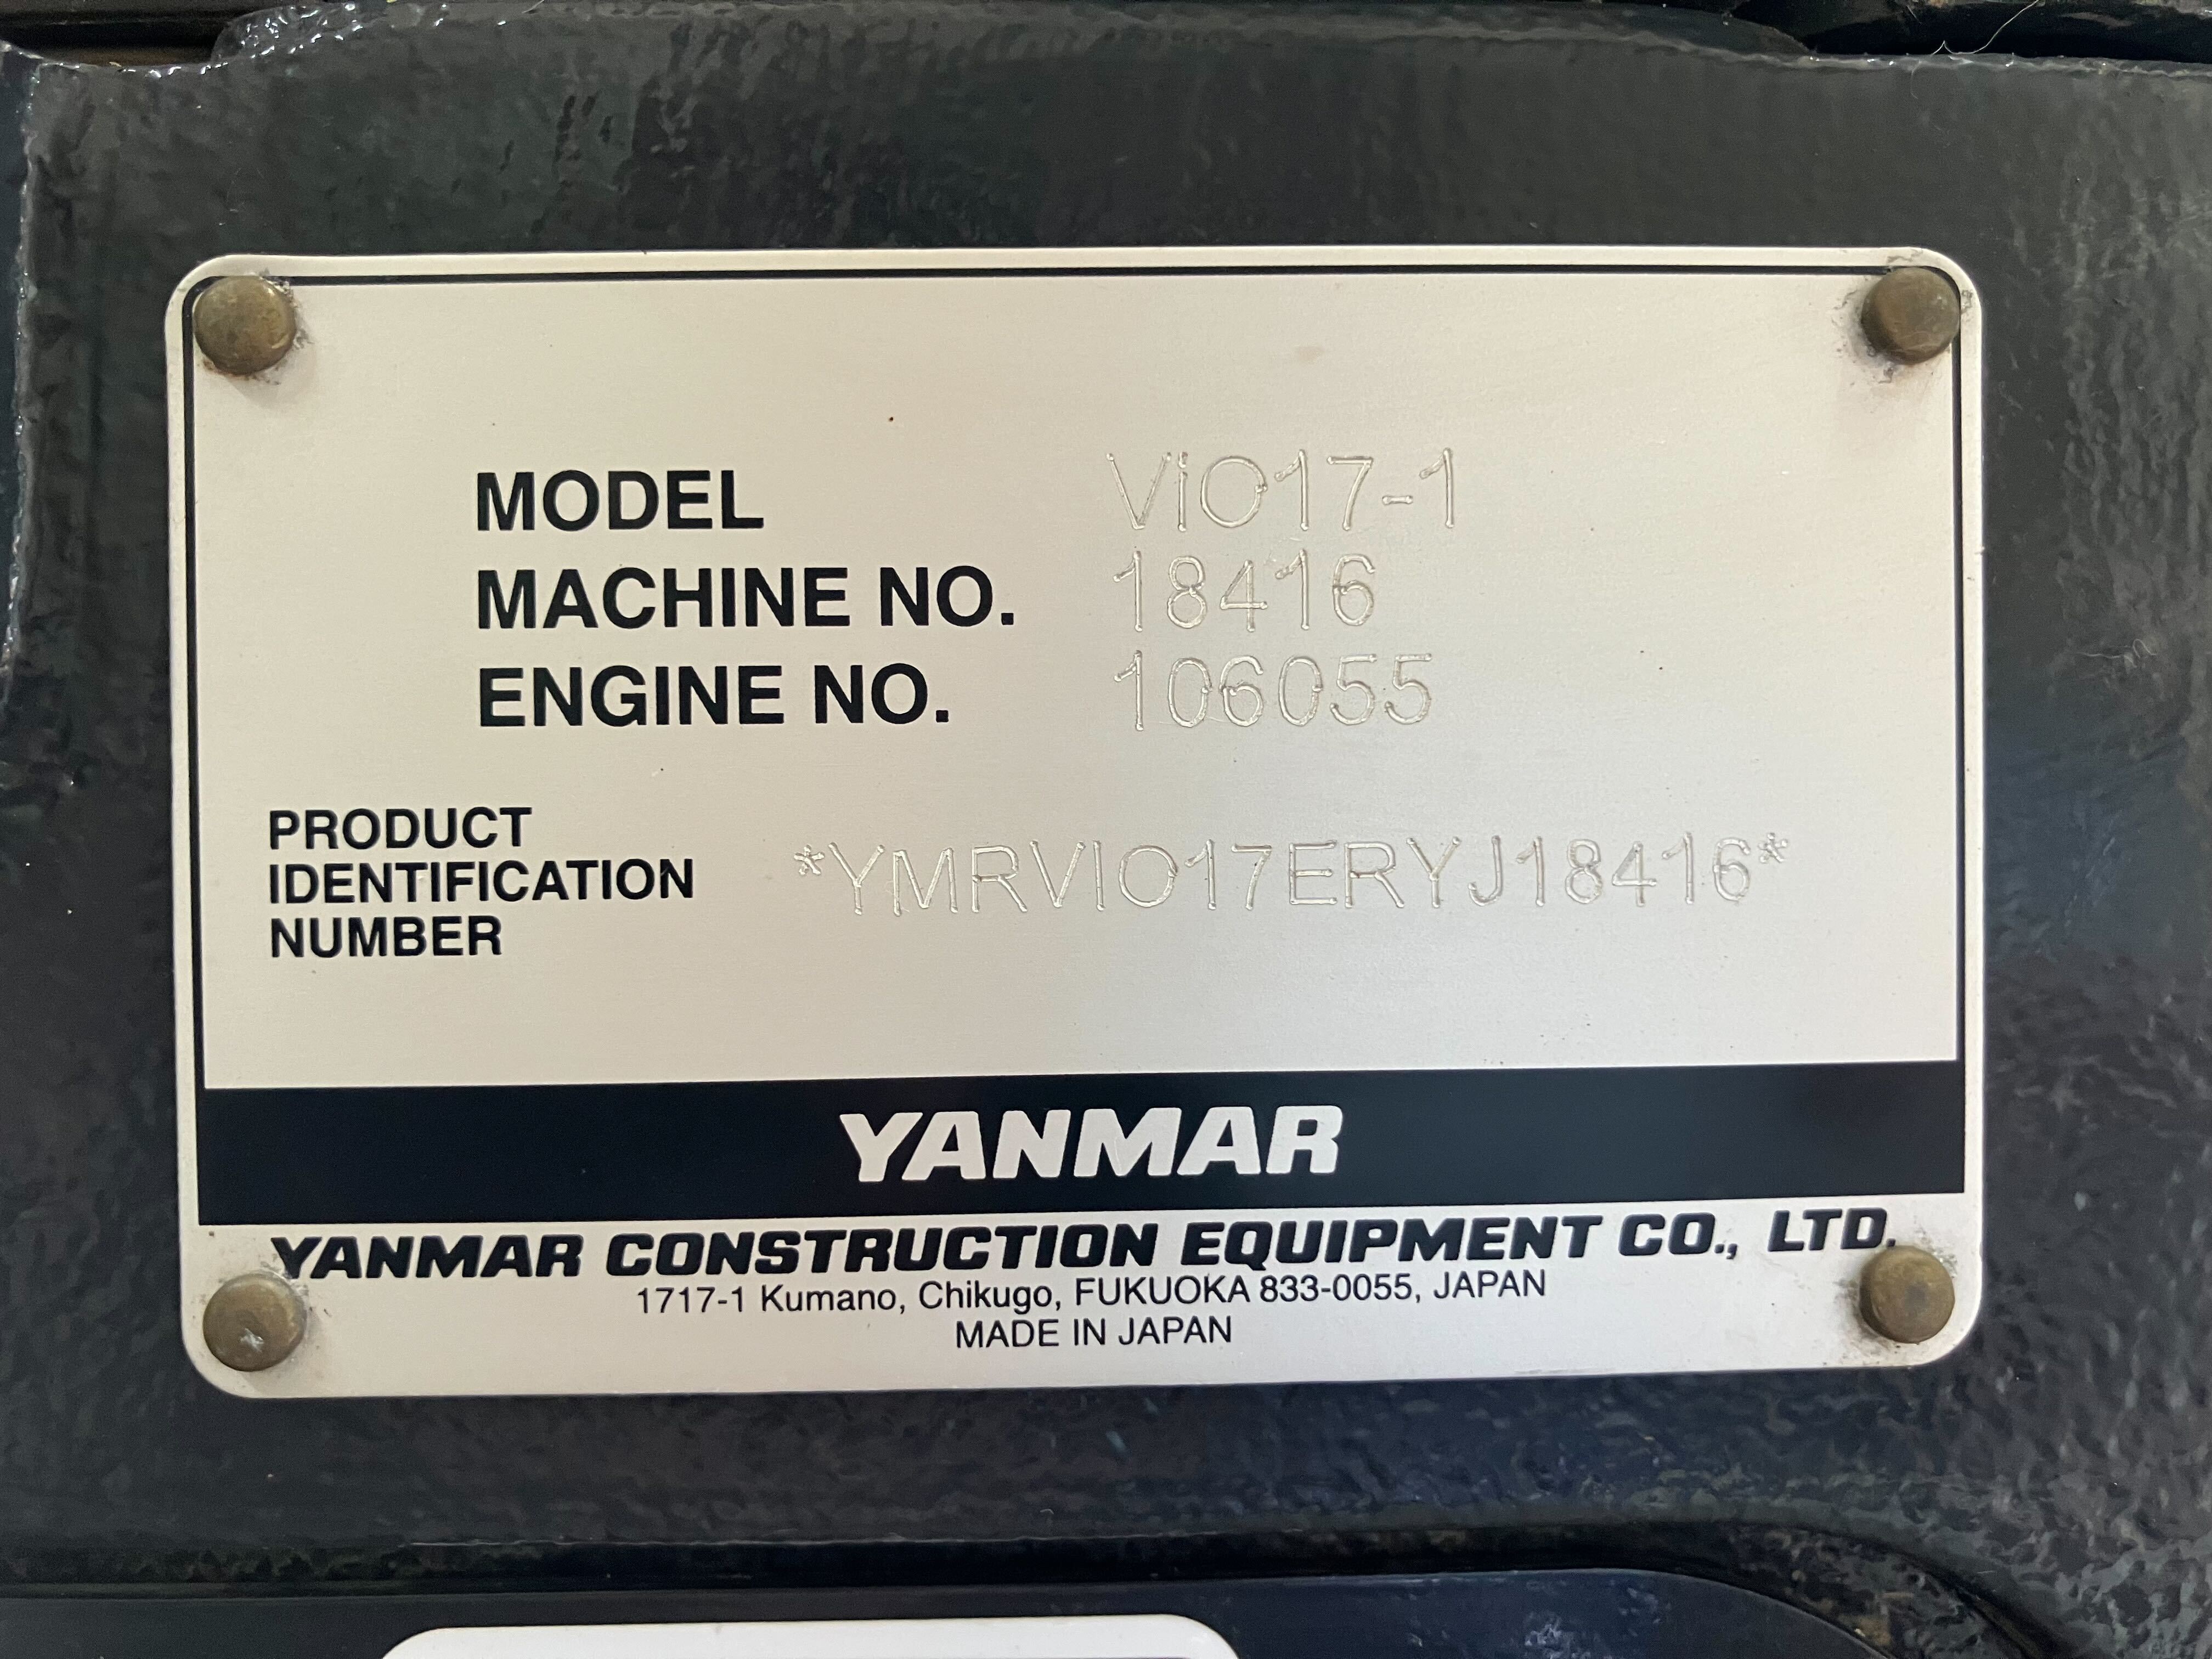 MODEL ViO17-1
MACHINE NO. 18416
ENGINE NO. 106055
PRODUCT
IDENTIFICATION
NUMBER
*YMRVIO17ERYJ18416*
YANMAR
YANMAR CONSTRUCTION EQUIPMENT CO., LTD.
1717-1 Kumano, Chikugo, FUKUOKA 833-0055, JAPAN
MADE IN JAPAN